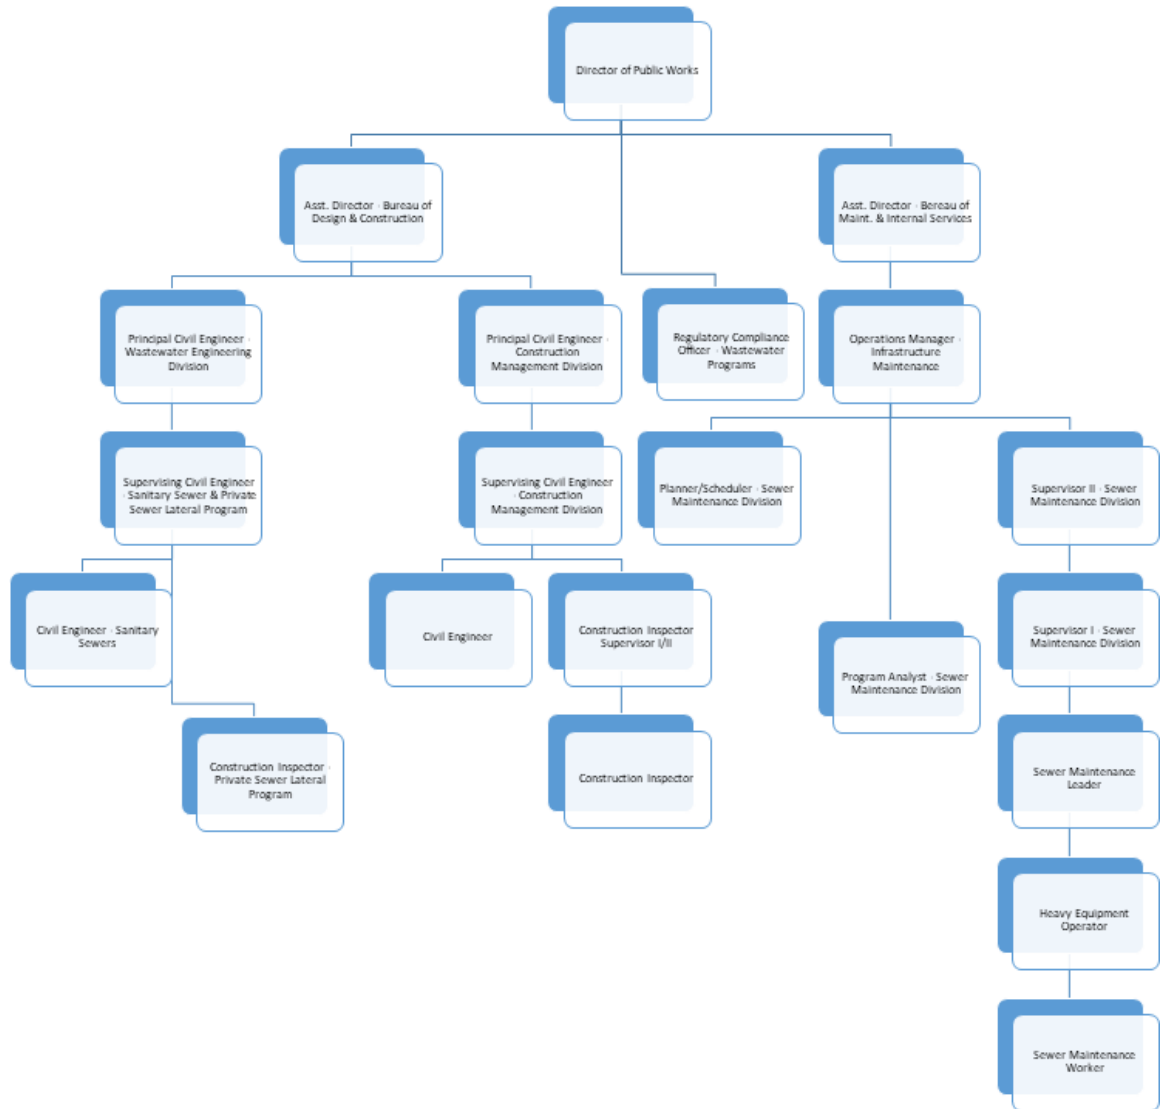 Director of Public Works
Asst. Director - Bureau of
Design & Construction
Asst. Director - Bereau of
Maint. & Internal Services
Principal Civil Engineer -
Wastewater Engineering
Division
Principal Civil Engineer -
Construction
Management Division
Regulatory Compliance
Officer - Wastewater
Programs
Operations Manager -
Infrastructure
Maintenance
Supervising Civil Engineer
- Sanitary Sewer & Private
Sewer Lateral Program
Supervising Civil Engineer
- Construction
Management Division
Planner/Scheduler - Sewer
Maintenance Division
Supervisor II - Sewer
Maintenance Division
Civil Engineer - Sanitary
Sewers
Civil Engineer
Construction Inspector
Supervisor I/II
Program Analyst - Sewer
Maintenance Division
Supervisor I - Sewer
Maintenance Division
Construction Inspector -
Private Sewer Lateral
Program
Construction Inspector
Sewer Maintenance
Leader
Heavy Equipment
Operator
Sewer Maintenance
Worker